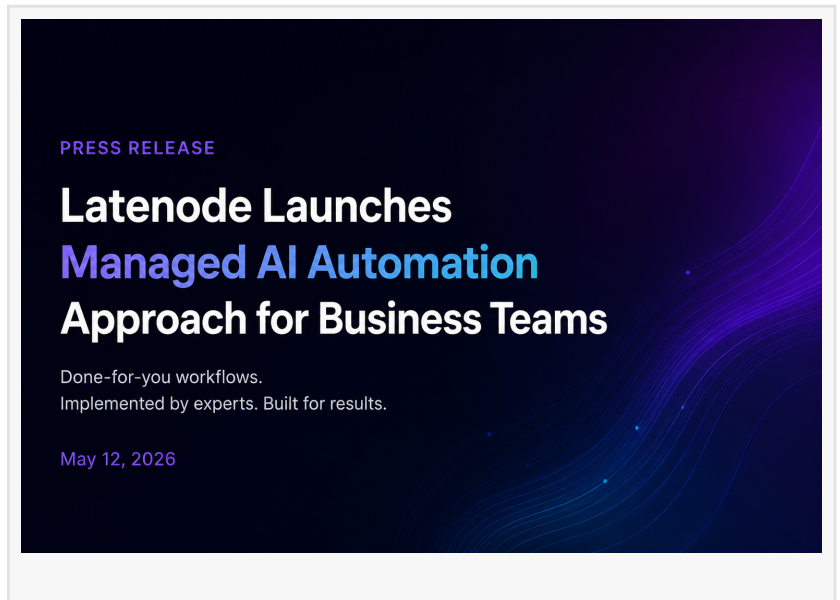 PRESS RELEASE
Latenode Launches
Managed AI Automation
Approach for Business Teams
Done-for-you workflows.
Implemented by experts. Built for results.
May 12, 2026